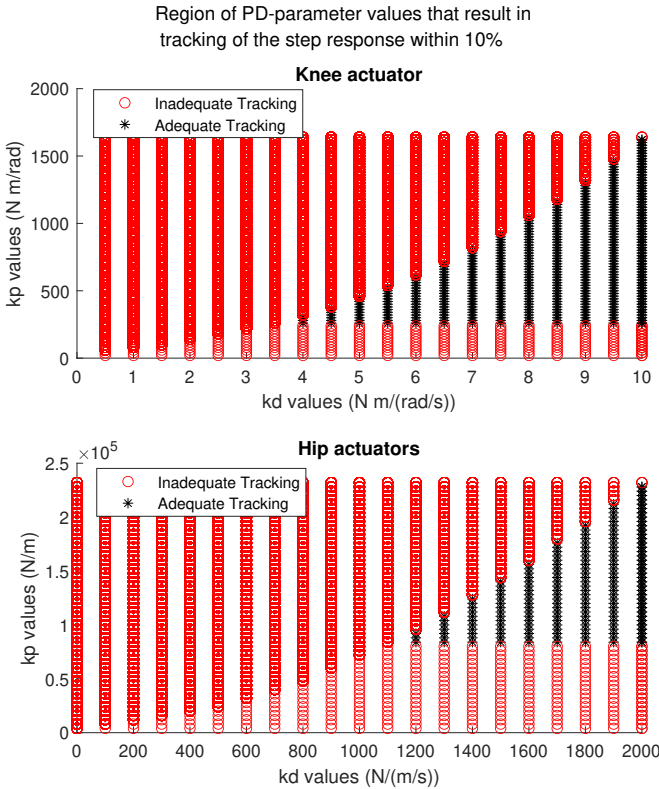 Region of PD-parameter values that result in
tracking of the step response within 10%
Knee actuator
2000
1500
1000
500
0
kp values (N m/rad)
Inadequate Tracking
Adequate Tracking
0 1 2 3 4 5 6 7 8 9 10
kd values (N m/(rad/s))
Hip actuators
×10^5
2.5
2
1.5
1
0.5
0
kp values (N/m)
Inadequate Tracking
Adequate Tracking
0 200 400 600 800 1000 1200 1400 1600 1800 2000
kd values (N/(m/s))